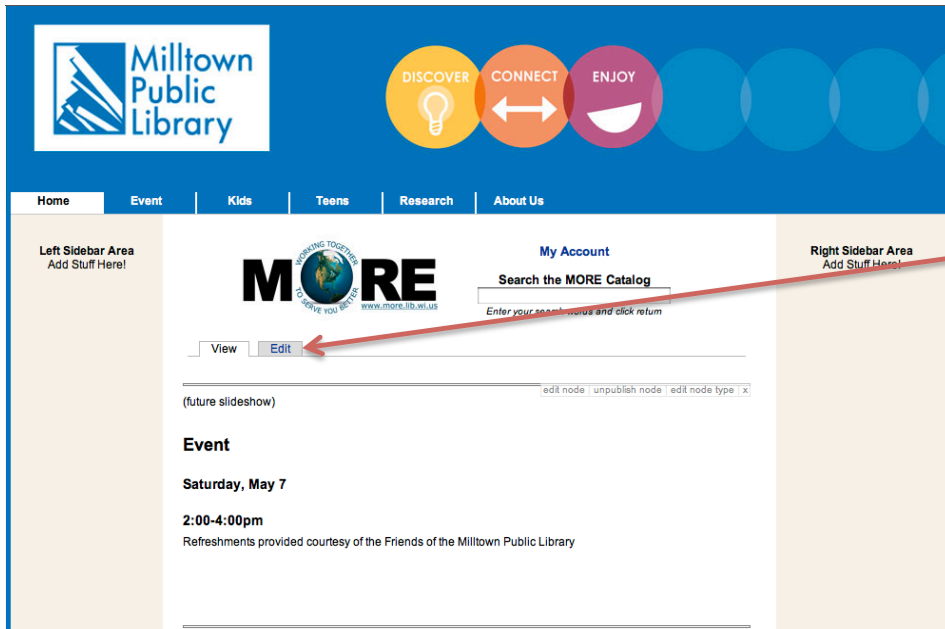 Milltown
Public
Library
DISCOVER CONNECT ENJOY
Home Event Kids Teens Research About Us
Left Sidebar Area
Add Stuff Here!
WORKING TOGETHER
MORE
TO SERVE YOU BETTER
www.more.lib.wi.us
My Account
Search the MORE Catalog
Enter your search words and click return
Right Sidebar Area
Add Stuff Here!
View Edit
edit node unpublish node edit node type x
(future slideshow)
Event
Saturday, May 7
2:00-4:00pm
Refreshments provided courtesy of the Friends of the Milltown Public Library